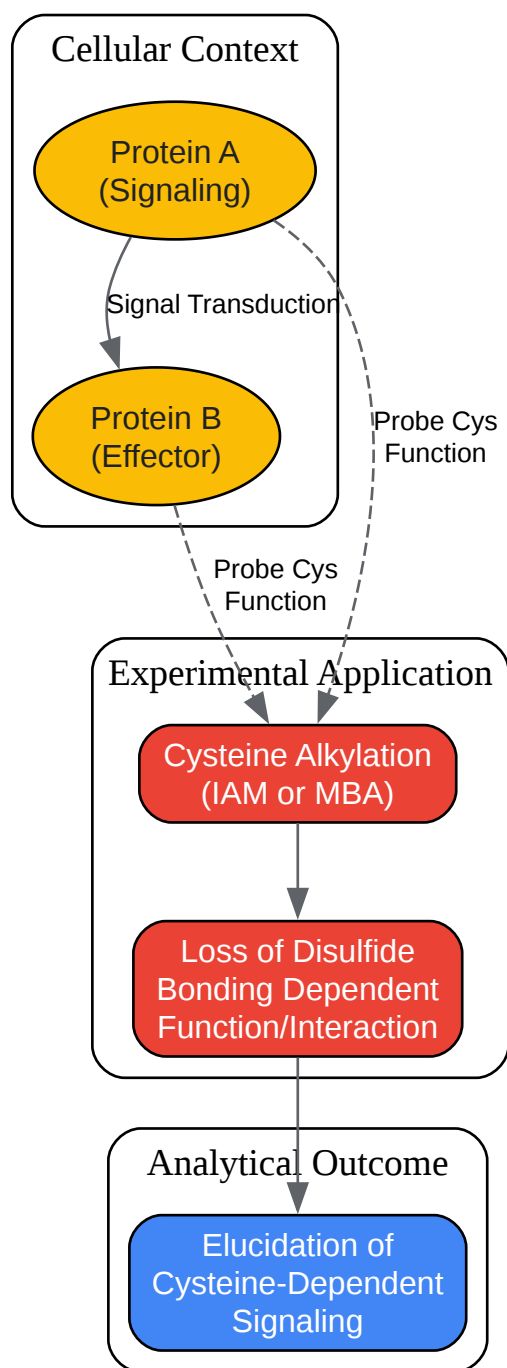 Cellular Context
Protein A
(Signaling)
Signal Transduction
Protein B
(Effector)
Probe Cys
Function
Probe Cys
Function
Experimental Application
Cysteine Alkylation
(IAM or MBA)
Loss of Disulfide
Bonding Dependent
Function/Interaction
Analytical Outcome
Elucidation of
Cysteine-Dependent
Signaling